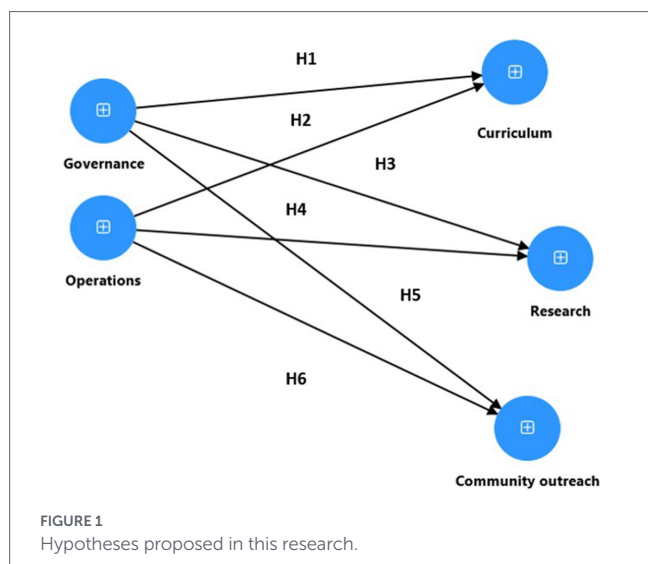 H1
H2
Curriculum
Governance
H3
H4
Operations
H5
Research
H6
Community outreach
FIGURE 1
Hypotheses proposed in this research.